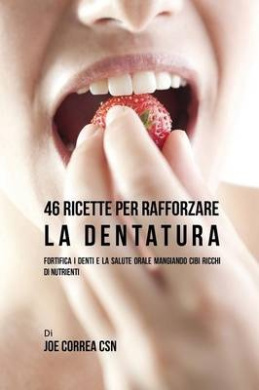 46 RICETTE PER RAFFORZARE
LA DENTATURA
FORTIFICA I DENTI E LA SALUTE ORALE MANGIANDO CIBI RICCHI
DI NUTRIENTI
Di
JOE CORREA CSN